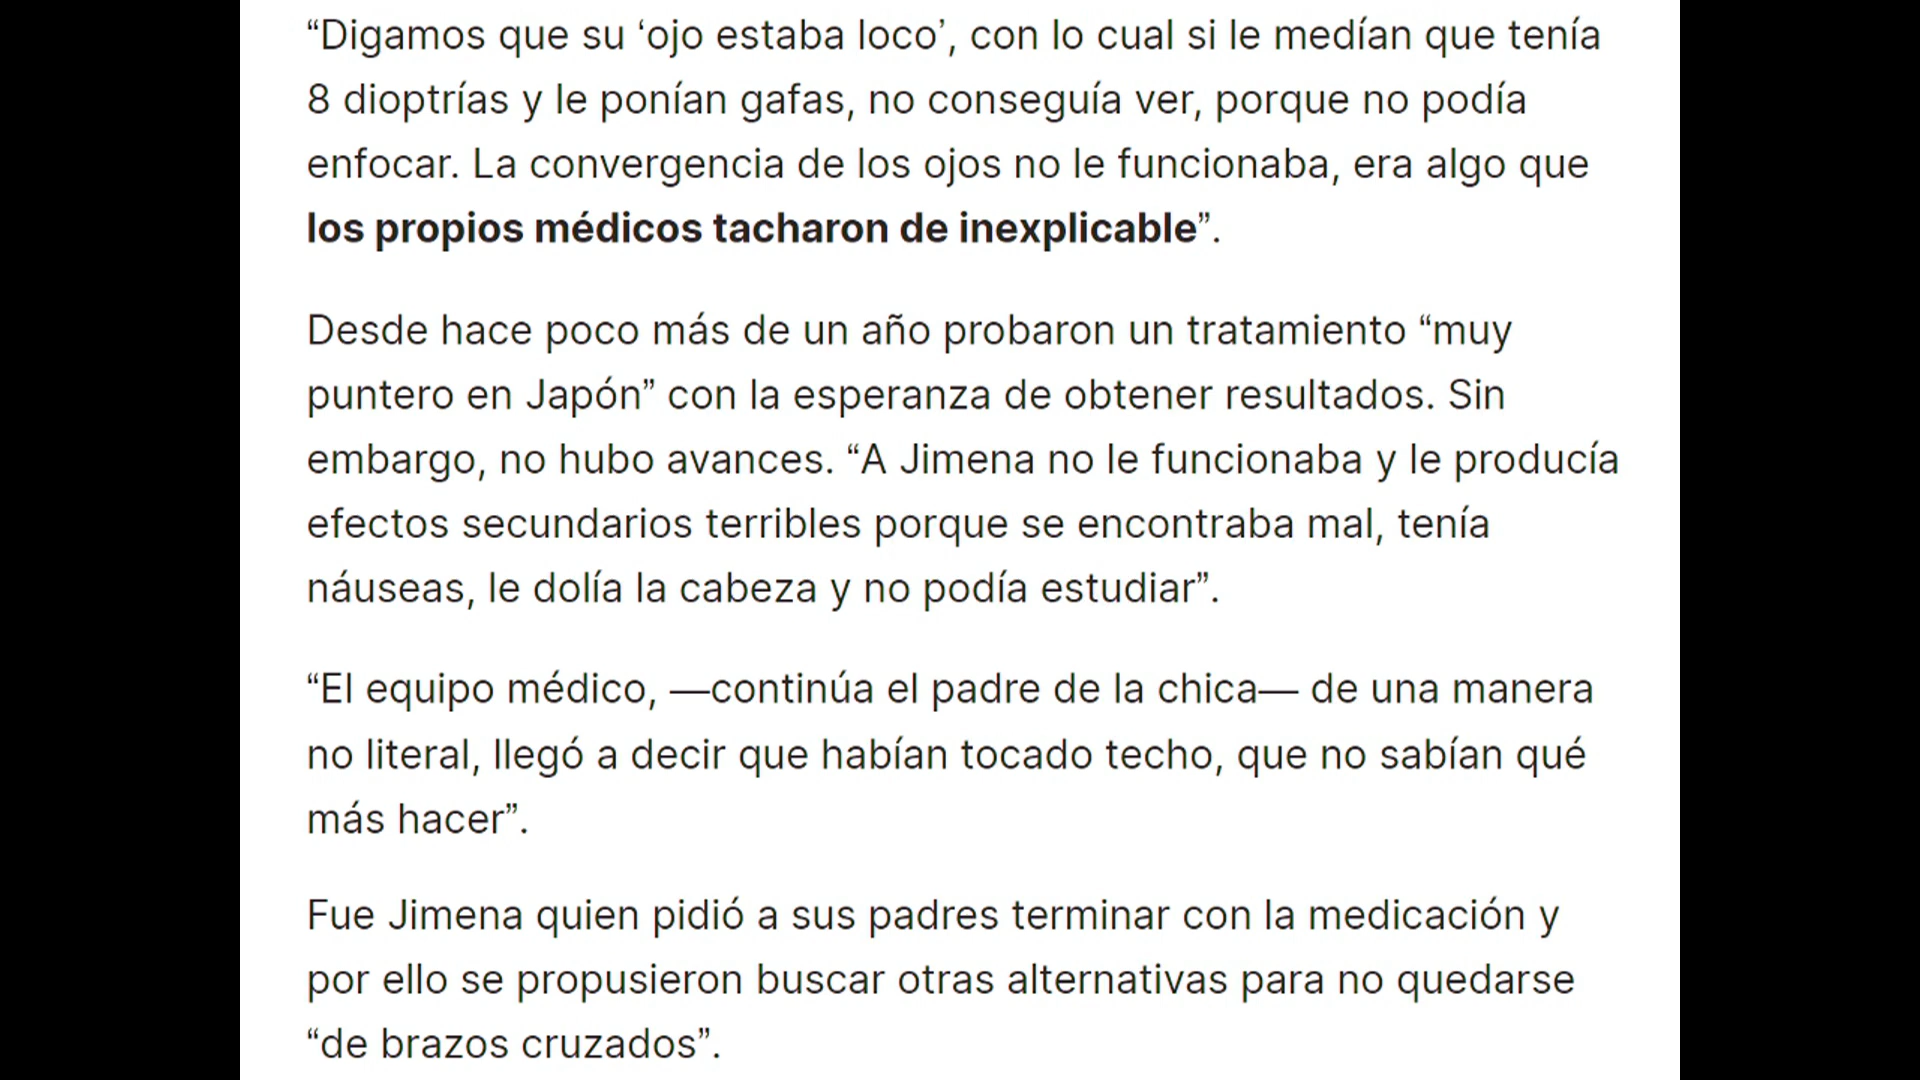 “Digamos que su ‘ojo estaba loco’, con lo cual si le medían que tenía
8 dioptrías y le ponían gafas, no conseguía ver, porque no podía
enfocar. La convergencia de los ojos no le funcionaba, era algo que
los propios médicos tacharon de inexplicable”.
Desde hace poco más de un año probaron un tratamiento “muy
puntero en Japón” con la esperanza de obtener resultados. Sin
embargo, no hubo avances. “A Jimena no le funcionaba y le producía
efectos secundarios terribles porque se encontraba mal, tenía
náuseas, le dolía la cabeza y no podía estudiar”.
“El equipo médico, —continúa el padre de la chica— de una manera
no literal, llegó a decir que habían tocado techo, que no sabían qué
más hacer”.
Fue Jimena quien pidió a sus padres terminar con la medicación y
por ello se propusieron buscar otras alternativas para no quedarse
“de brazos cruzados”.